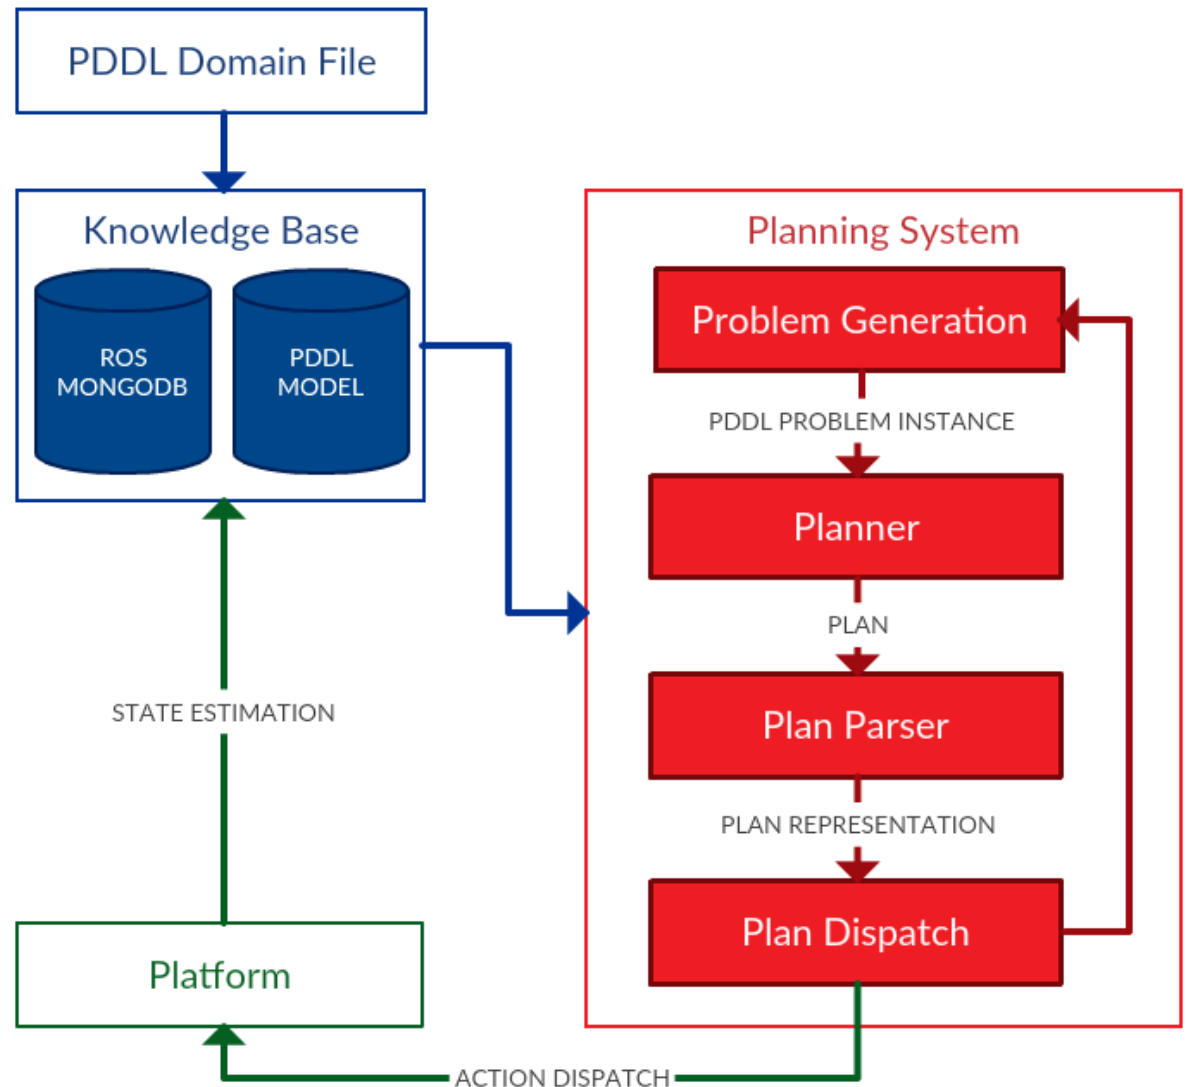 PDDL Domain File
Knowledge Base
ROS
MONGODB
PDDL
MODEL
Planning System
Problem Generation
PDDL PROBLEM INSTANCE
Planner
PLAN
Plan Parser
PLAN REPRESENTATION
Plan Dispatch
STATE ESTIMATION
Platform
ACTION DISPATCH